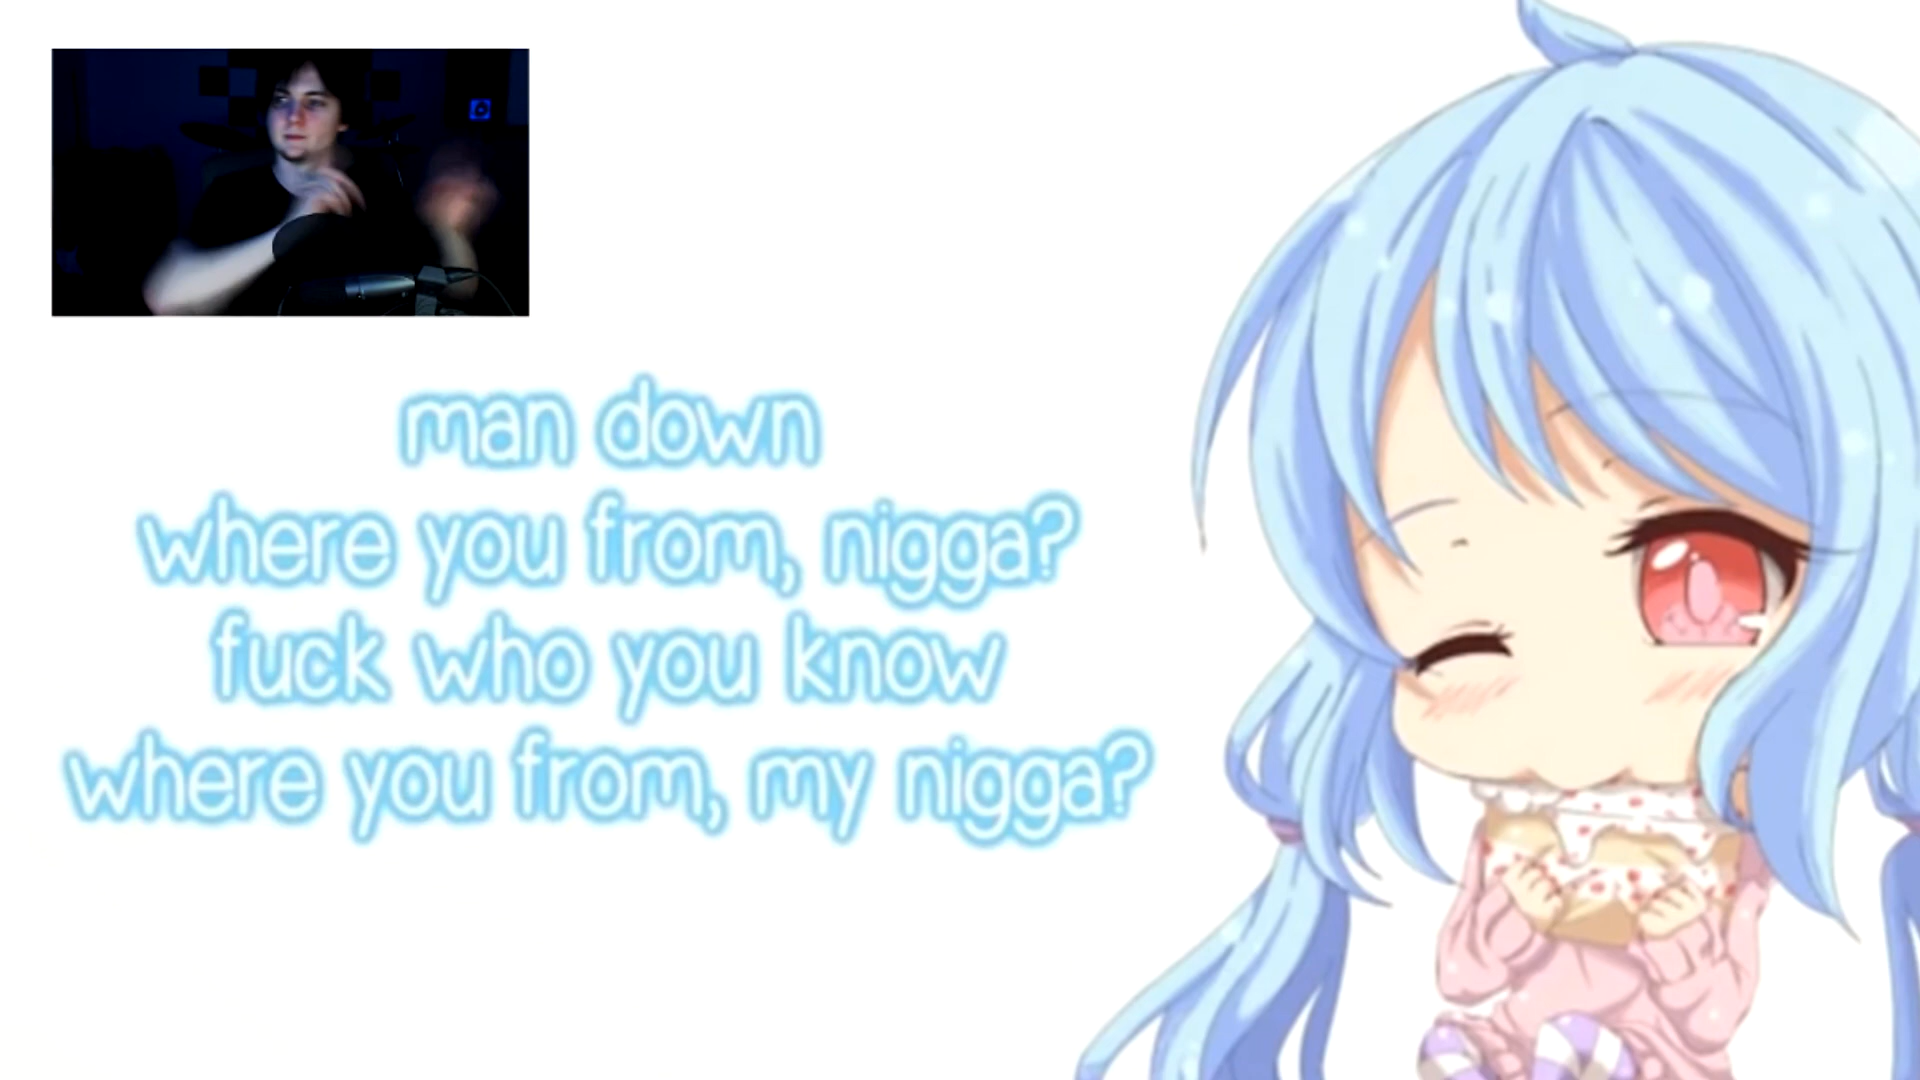 man down
where you from, nigga?
fuck who you know
where you from, my nigga?